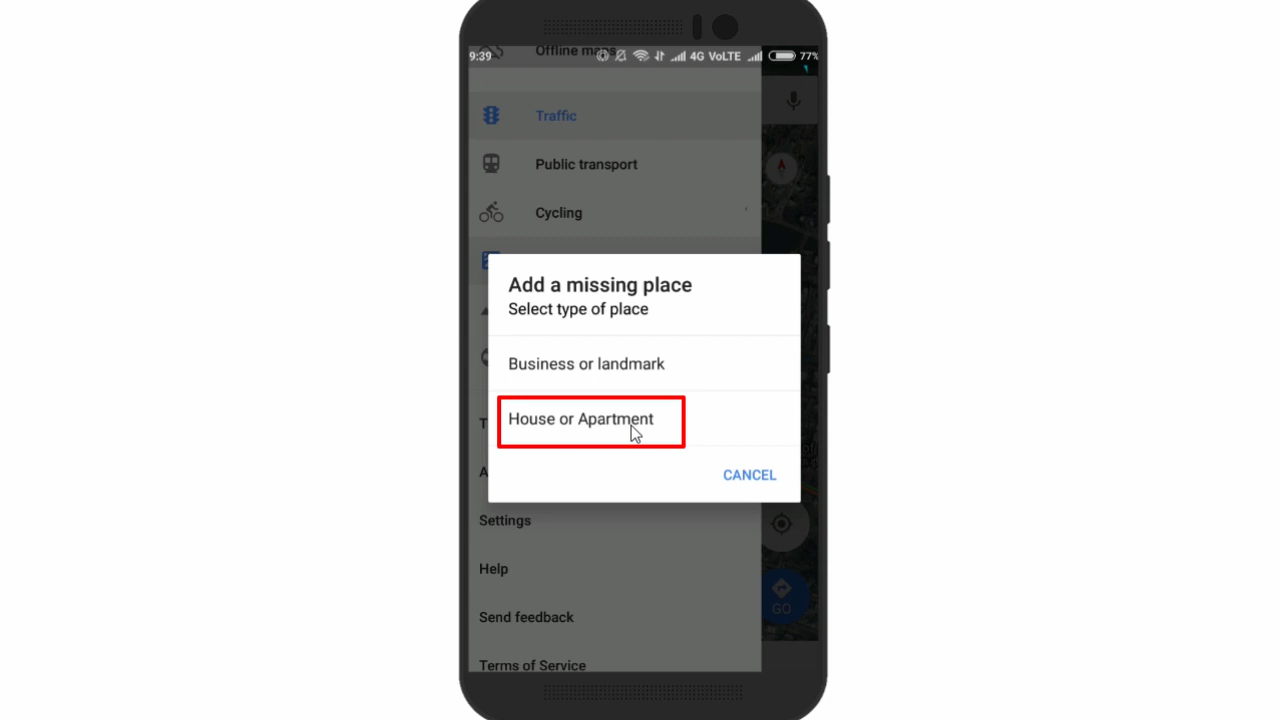 Offline maps
9:39
4G VoLTE
77%
Traffic
Public transport
Cycling
Add a missing place
Select type of place
Business or landmark
House or Apartment
T
A
CANCEL
Settings
Help
GO
Send feedback
Terms of Service